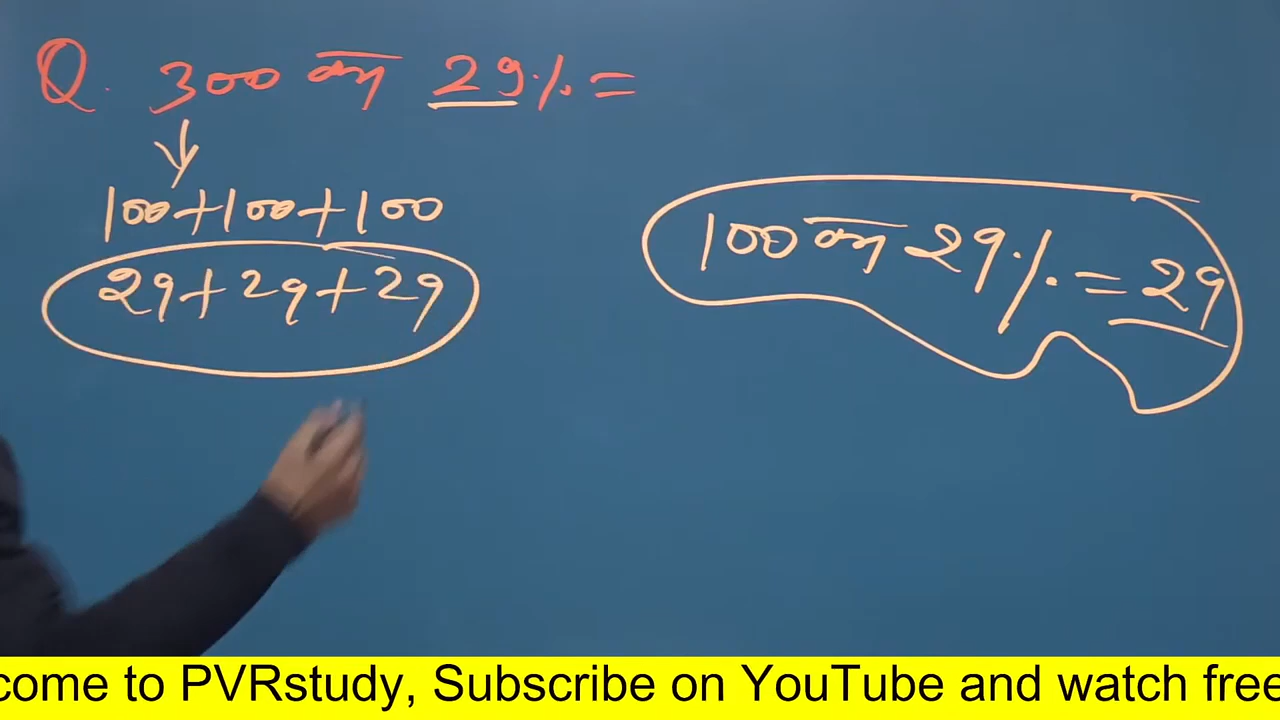 Q. 300 का 29% =
100+100+100
29+29+29
100 का 29% = 29
come to PVRstudy, Subscribe on YouTube and watch free